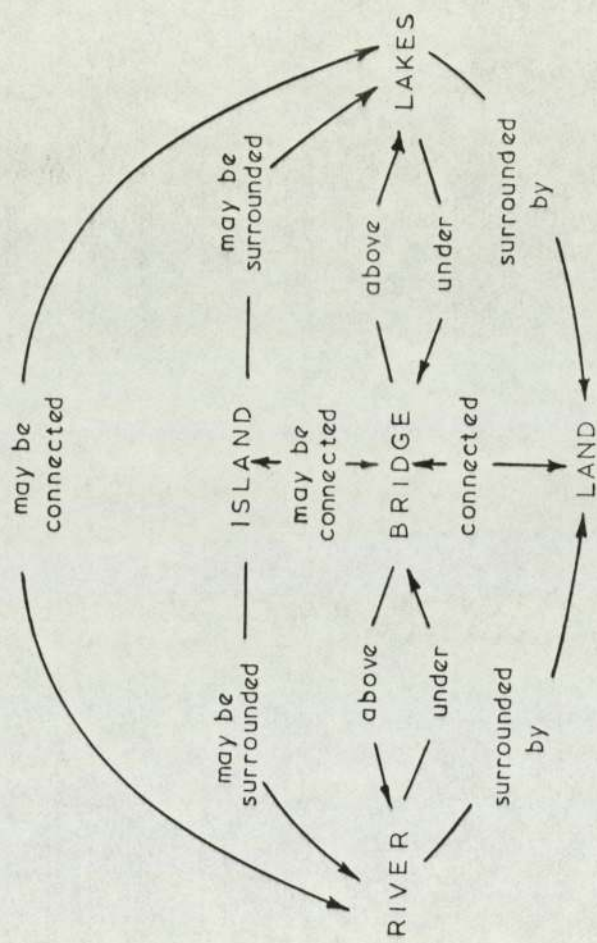 may be
connected
may be
surrounded
ISLAND
may be
surrounded
may be
connected
above
above
RIVER
BRIDGE
LAKES
under
under
connected
surrounded
by
surrounded
by
LAND